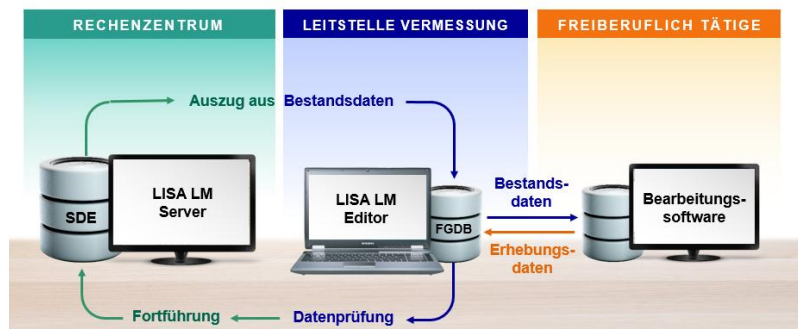 RECHENZENTRUM
LEITSTELLE VERMESSUNG
FREIBERUFLICH TÄTIGE
Auszug aus Bestandsdaten
SDE
LISA LM
Server
LISA LM
Editor
FGDB
Bestands-
daten
Erhebungs-
daten
Bearbeitungs-
software
Fortführung
Datenprüfung